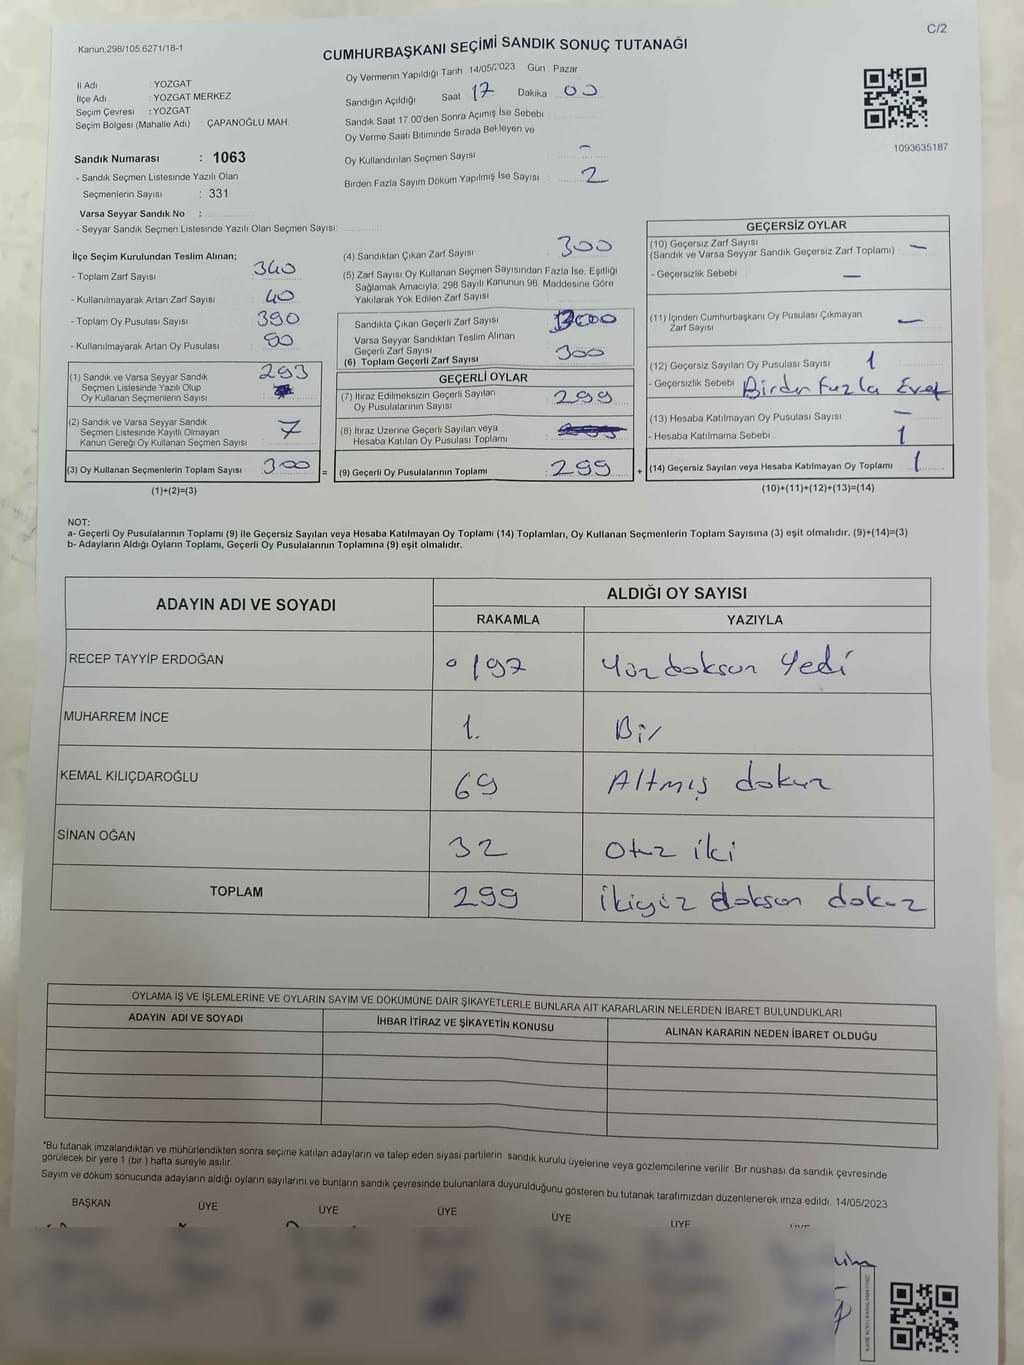 C/2
Kanun.298/105,6271/18-1
CUMHURBAŞKANI SEÇİMİ SANDIK SONUÇ TUTANAĞI
İl Adı : YOZGAT
İlçe Adı : YOZGAT MERKEZ
Seçim Çevresi : YOZGAT
Seçim Bölgesi (Mahalle Adı) : ÇAPANOĞLU MAH.
Oy Vermenin Yapıldığı Tarih : 14/05/2023 Gün : Pazar
Sandığın Açıldığı Saat 17 Dakika 00
Sandık Saat 17.00'den Sonra Açımış İse Sebebi
Oy Verme Saati Bitiminde Sırada Bekleyen ve
Oy Kullandırılan Seçmen Sayısı –
Birden Fazla Sayım Döküm Yapılmış İse Sayısı : 2
1093635187
Sandık Numarası : 1063
- Sandık Seçmen Listesinde Yazılı Olan
Seçmenlerin Sayısı : 331
Varsa Seyyar Sandık No :
- Seyyar Sandık Seçmen Listesinde Yazılı Olan Seçmen Sayısı:
İlçe Seçim Kurulundan Teslim Alınan;
- Toplam Zarf Sayısı : 340
- Kullanılmayarak Artan Zarf Sayısı : 40
- Toplam Oy Pusulası Sayısı : 390
- Kullanılmayarak Artan Oy Pusulası : 90
(1) Sandık ve Varsa Seyyar Sandık
Seçmen Listesinde Yazılı Olup
Oy Kullanan Seçmenlerin Sayısı : 293
(2) Sandık ve Varsa Seyyar Sandık
Seçmen Listesinde Kayıtlı Olmayan
Kanun Gereği Oy Kullanan Seçmen Sayısı : 7
(3) Oy Kullanan Seçmenlerin Toplam Sayısı : 300
(1)+(2)=(3)
(4) Sandıktan Çıkan Zarf Sayısı : 300
(5) Zarf Sayısı Oy Kullanan Seçmen Sayısından Fazla İse, Eşitliği
Sağlamak Amacıyla, 298 Sayılı Kanunun 98. Maddesine Göre
Yakılarak Yok Edilen Zarf Sayısı
Sandıkta Çıkan Geçerli Zarf Sayısı
Varsa Seyyar Sandıktan Teslim Alınan
Geçerli Zarf Sayısı
(6) Toplam Geçerli Zarf Sayısı : 300
GEÇERLİ OYLAR
(7) İtiraz Edilmeksizin Geçerli Sayılan
Oy Pusulalarının Sayısı : 299
(8) İtiraz Üzerine Geçerli Sayılan veya
Hesaba Katılan Oy Pusulası Toplamı
= (9) Geçerli Oy Pusulalarının Toplamı : 299 +
GEÇERSİZ OYLAR
(10) Geçersiz Zarf Sayısı
(Sandık ve Varsa Seyyar Sandık Geçersiz Zarf Toplamı) : –
- Geçersizlik Sebebi : –
(11) İçinden Cumhurbaşkanı Oy Pusulası Çıkmayan
Zarf Sayısı : –
(12) Geçersiz Sayılan Oy Pusulası Sayısı : 1
- Geçersizlik Sebebi : Birden Fazla Evet
(13) Hesaba Katılmayan Oy Pusulası Sayısı : –
- Hesaba Katılmama Sebebi : 1
(14) Geçersiz Sayılan veya Hesaba Katılmayan Oy Toplamı : 1
(10)+(11)+(12)+(13)=(14)
NOT:
a- Geçerli Oy Pusulalarının Toplamı (9) ile Geçersiz Sayılan veya Hesaba Katılmayan Oy Toplamı (14) Toplamları, Oy Kullanan Seçmenlerin Toplam Sayısına (3) eşit olmalıdır. (9)+(14)=(3)
b- Adayların Aldığı Oyların Toplamı, Geçerli Oy Pusulalarının Toplamına (9) eşit olmalıdır.
ADAYIN ADI VE SOYADI
ALDIĞI OY SAYISI
RAKAMLA YAZIYLA
RECEP TAYYİP ERDOĞAN 197 Yüz doksan Yedi
MUHARREM İNCE 1. Bir
KEMAL KILIÇDAROĞLU 69 Altmış dokuz
SİNAN OĞAN 32 Otuz iki
TOPLAM 299 İkiyüz doksan dokuz
OYLAMA İŞ VE İŞLEMLERİNE VE OYLARIN SAYIM VE DÖKÜMÜNE DAİR ŞİKAYETLERLE BUNLARA AİT KARARLARIN NELERDEN İBARET BULUNDUKLARI
ADAYIN ADI VE SOYADI İHBAR İTİRAZ VE ŞİKAYETİN KONUSU ALINAN KARARIN NEDEN İBARET OLDUĞU
*Bu tutanak imzalandıktan ve mühürlendikten sonra seçime katılan adayların ve talep eden siyasi partilerin sandık kurulu üyelerine veya gözlemcilerine verilir. Bir nüshası da sandık çevresinde
görülecek bir yere 1 (bir) hafta süreyle asılır.
Sayım ve döküm sonucunda adayların aldığı oyların sayılarını ve bunların sandık çevresinde bulunanlara duyurulduğunu gösteren bu tutanak tarafımızdan düzenlenerek imza edildi. 14/05/2023
BAŞKAN ÜYE ÜYE ÜYE ÜYE ÜYE